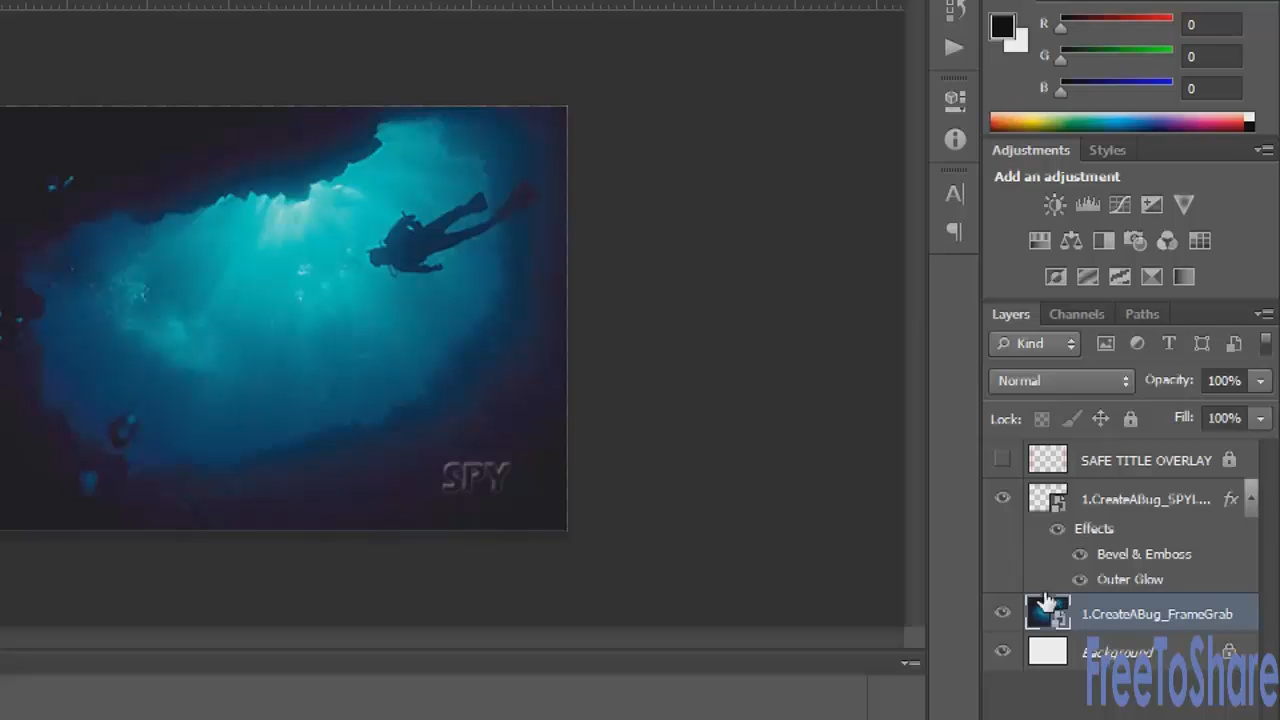 R 0
G 0
B 0
Adjustments Styles
Add an adjustment
A
Layers Channels Paths
Kind
T
Normal Opacity: 100%
Lock: Fill: 100%
SAFE TITLE OVERLAY
1.CreateABug_SPYL... fx
Effects
Bevel & Emboss
Outer Glow
1.CreateABug_FrameGrab
Background
SPY
FreeToShare